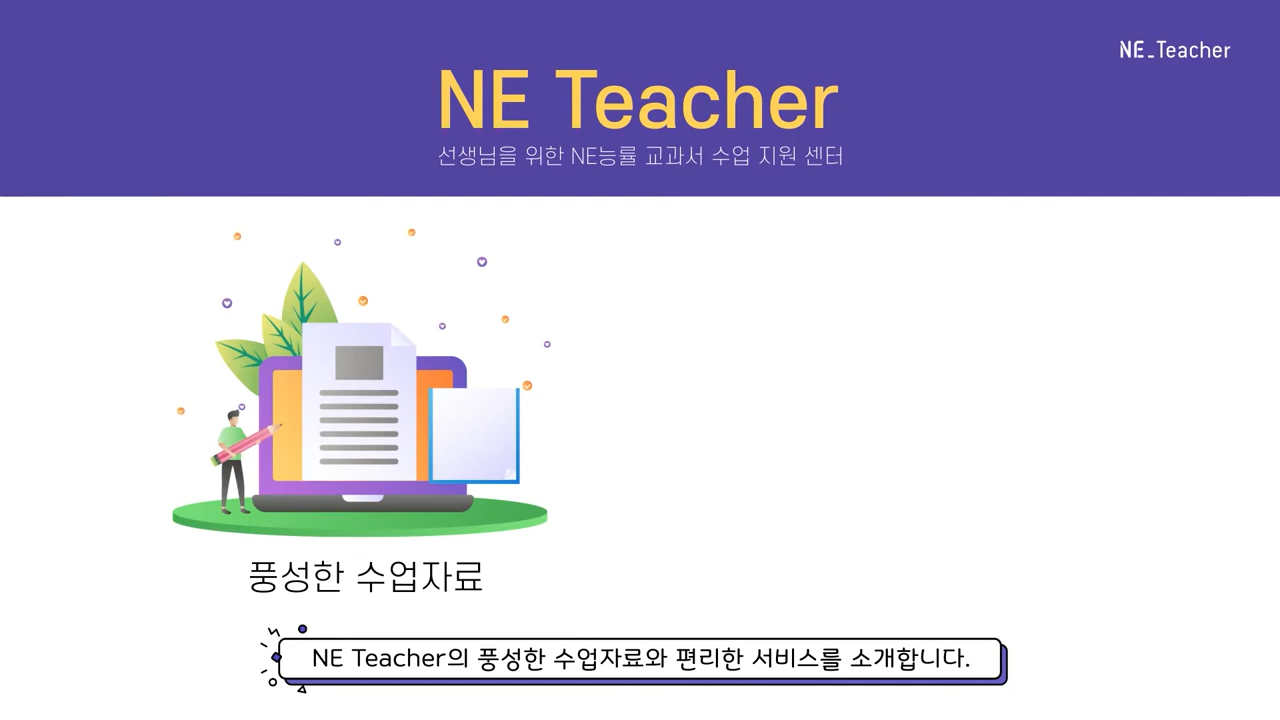 NE_Teacher
NE Teacher
선생님을 위한 NE능률 교과서 수업 지원 센터
풍성한 수업자료
NE Teacher의 풍성한 수업자료와 편리한 서비스를 소개합니다.